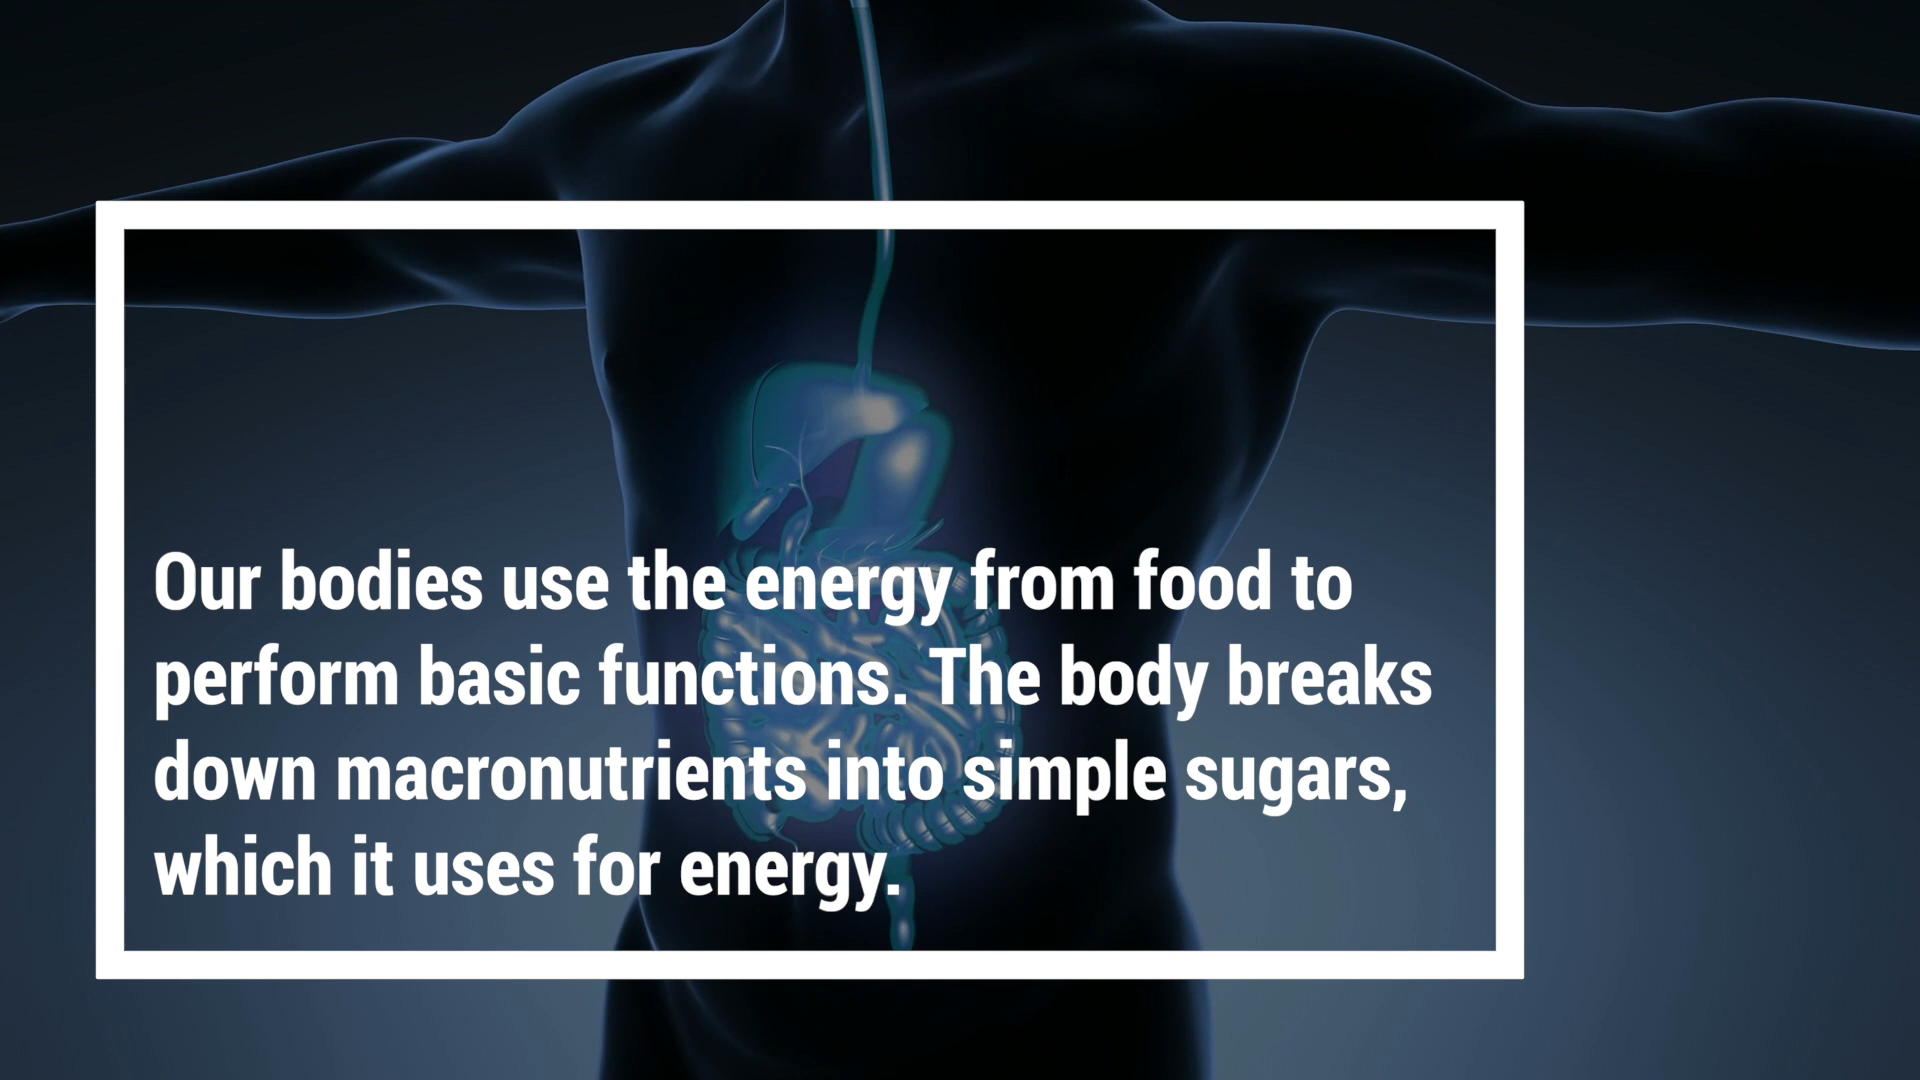 Our bodies use the energy from food to
perform basic functions. The body breaks
down macronutrients into simple sugars,
which it uses for energy.